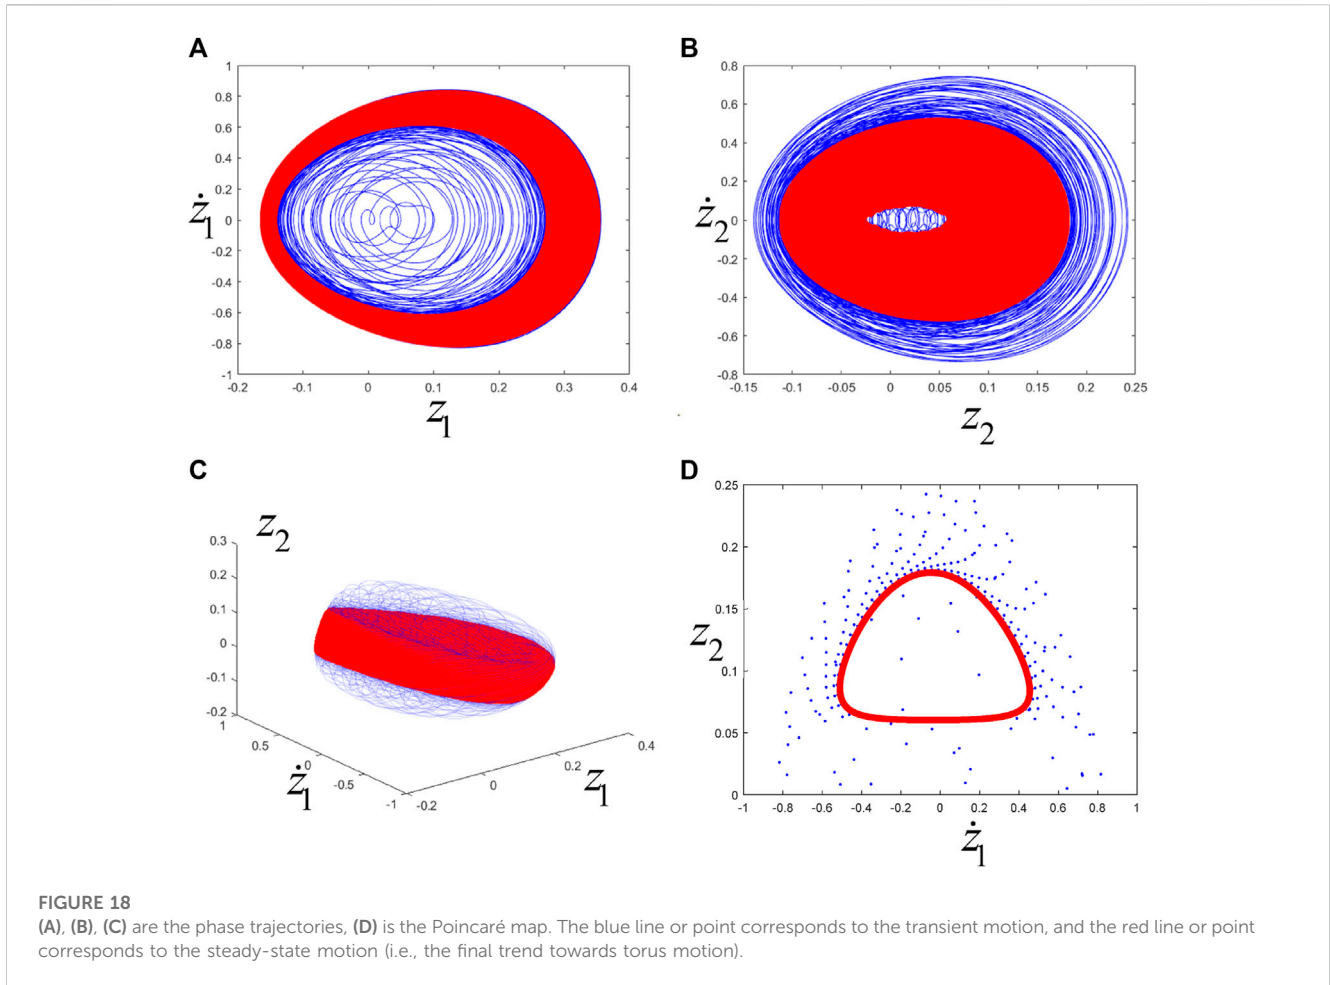 A
1
0.8
0.6
0.4
0.2
0
-0.2
-0.4
-0.6
-0.8
-1
-0.2 -0.1 0 0.1 0.2 0.3 0.4
ż1
z1
B
0.8
0.6
0.4
0.2
0
-0.2
-0.4
-0.6
-0.8
-0.15 -0.1 -0.05 0 0.05 0.1 0.15 0.2 0.25
ż2
z2
C
z2
0.3
0.2
0.1
0
-0.1
-0.2
1
0.5
0
-0.5
-1
ż1
-0.2
0
0.2
0.4
z1
D
0.25
0.2
0.15
0.1
0.05
0
-1 -0.8 -0.6 -0.4 -0.2 0 0.2 0.4 0.6 0.8 1
z2
ż1
FIGURE 18
(A), (B), (C) are the phase trajectories, (D) is the Poincaré map. The blue line or point corresponds to the transient motion, and the red line or point
corresponds to the steady-state motion (i.e., the final trend towards torus motion).